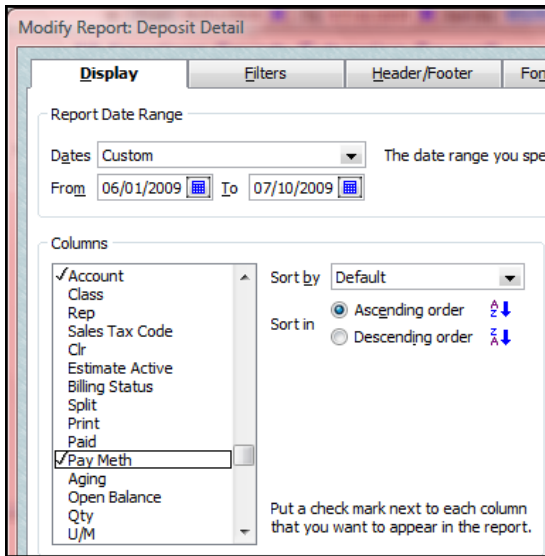 Modify Report: Deposit Detail
Display Filters Header/Footer
Report Date Range
Dates Custom The date range you
From 06/01/2009 To 07/10/2009
Columns
Account
Class
Rep
Sales Tax Code
Clr
Estimate Active
Billing Status
Split
Print
Paid
Pay Meth
Aging
Open Balance
Qty
U/M
Sort by Default
Sort in
Ascending order
Descending order
Put a check mark next to each column
that you want to appear in the report.